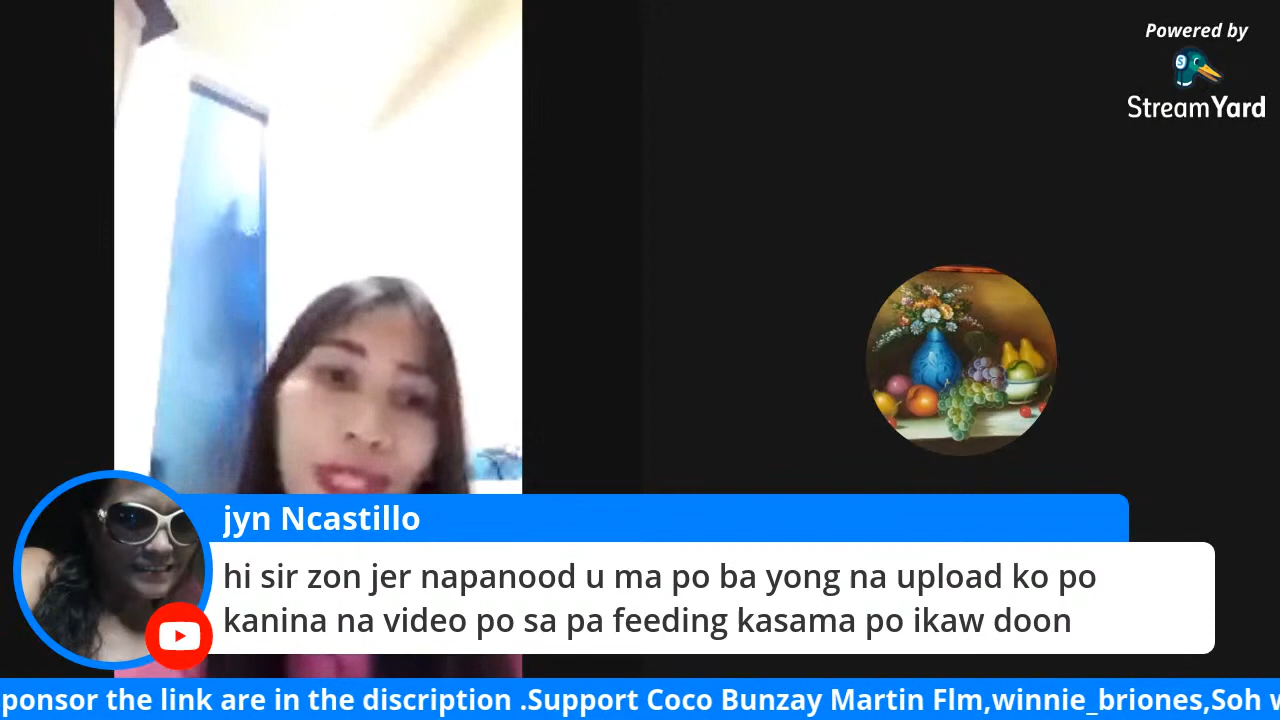 Powered by
StreamYard
jyn Ncastillo
hi sir zon jer napanood u ma po ba yong na upload ko po
kanina na video po sa pa feeding kasama po ikaw doon
ponsor the link are in the discription .Support Coco Bunzay Martin Flm,winnie_briones,Soh